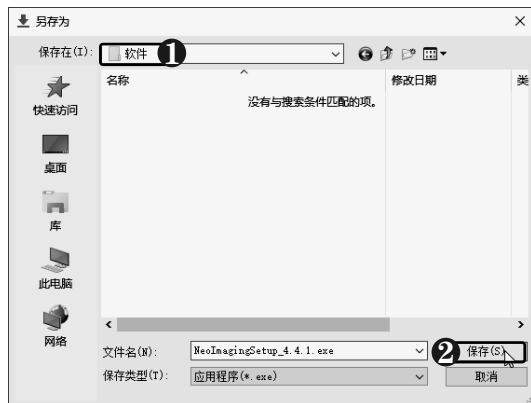 另存为
保存在(I): 软件 1
名称 修改日期 类
没有与搜索条件匹配的项。
快速访问
桌面
库
此电脑
网络
文件名(N): NeoImagingSetup_4.4.1.exe 2 保存(S)
保存类型(T): 应用程序(*.exe) 取消